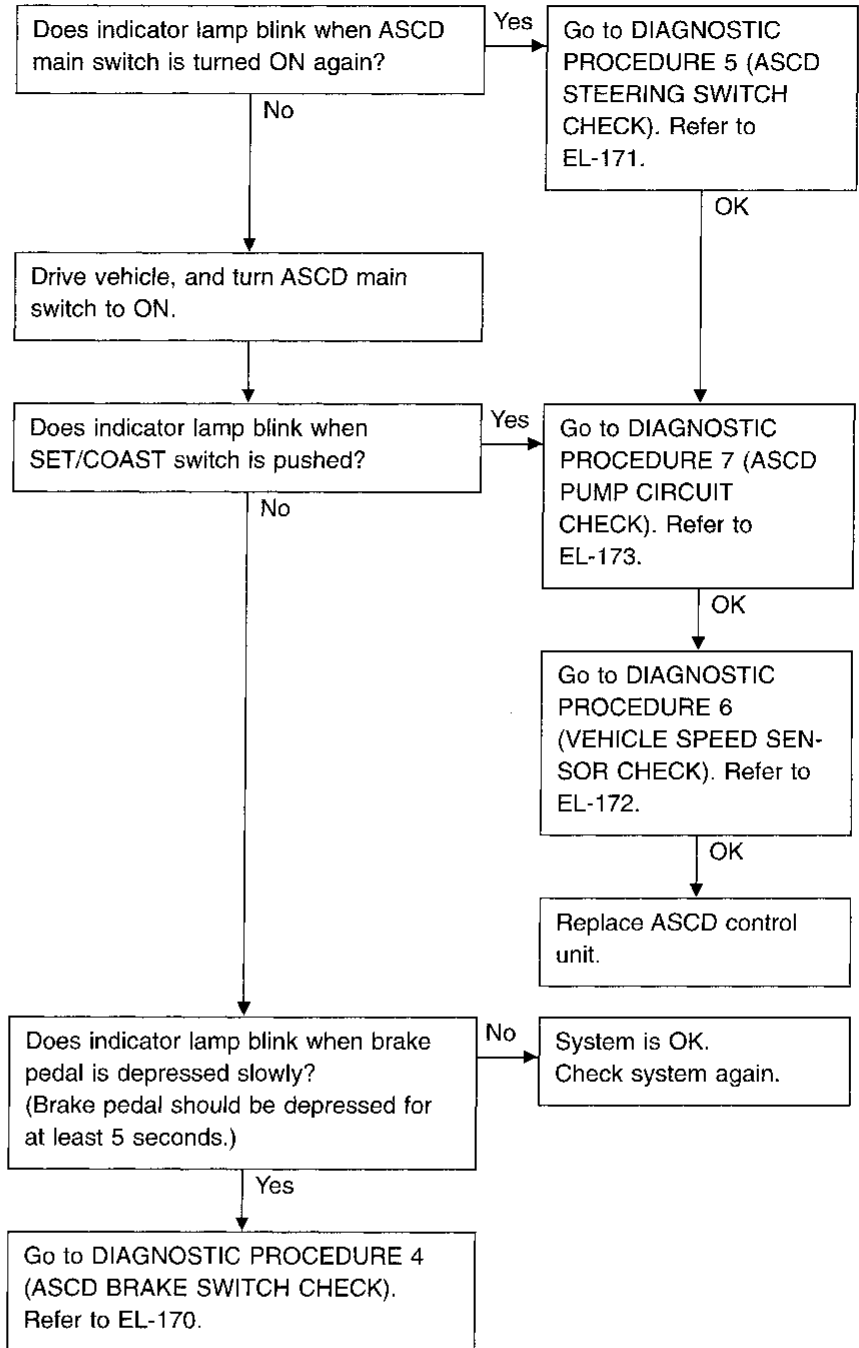 Does indicator lamp blink when ASCD
main switch is turned ON again?
Yes
Go to DIAGNOSTIC
PROCEDURE 5 (ASCD
STEERING SWITCH
CHECK). Refer to
EL-171.
No
OK
Drive vehicle, and turn ASCD main
switch to ON.
Does indicator lamp blink when
SET/COAST switch is pushed?
Yes
Go to DIAGNOSTIC
PROCEDURE 7 (ASCD
PUMP CIRCUIT
CHECK). Refer to
EL-173.
No
OK
Go to DIAGNOSTIC
PROCEDURE 6
(VEHICLE SPEED SEN-
SOR CHECK). Refer to
EL-172.
OK
Replace ASCD control
unit.
Does indicator lamp blink when brake
pedal is depressed slowly?
(Brake pedal should be depressed for
at least 5 seconds.)
No
System is OK.
Check system again.
Yes
Go to DIAGNOSTIC PROCEDURE 4
(ASCD BRAKE SWITCH CHECK).
Refer to EL-170.